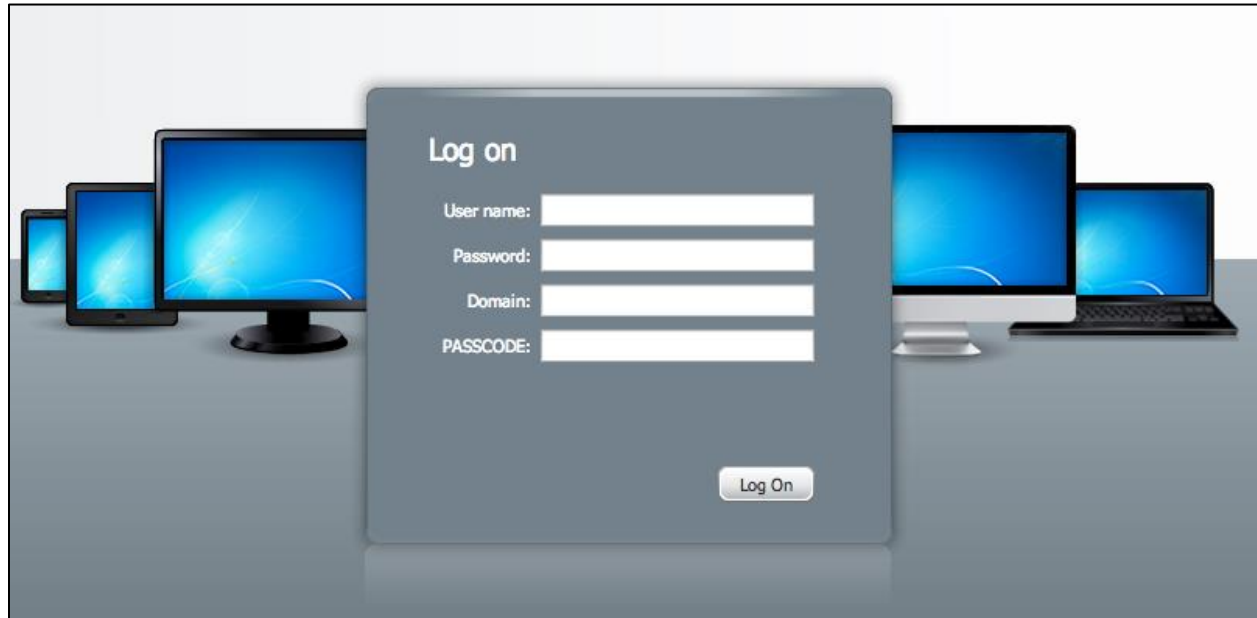 Log on
User name:
Password:
Domain:
PASSCODE:
Log On